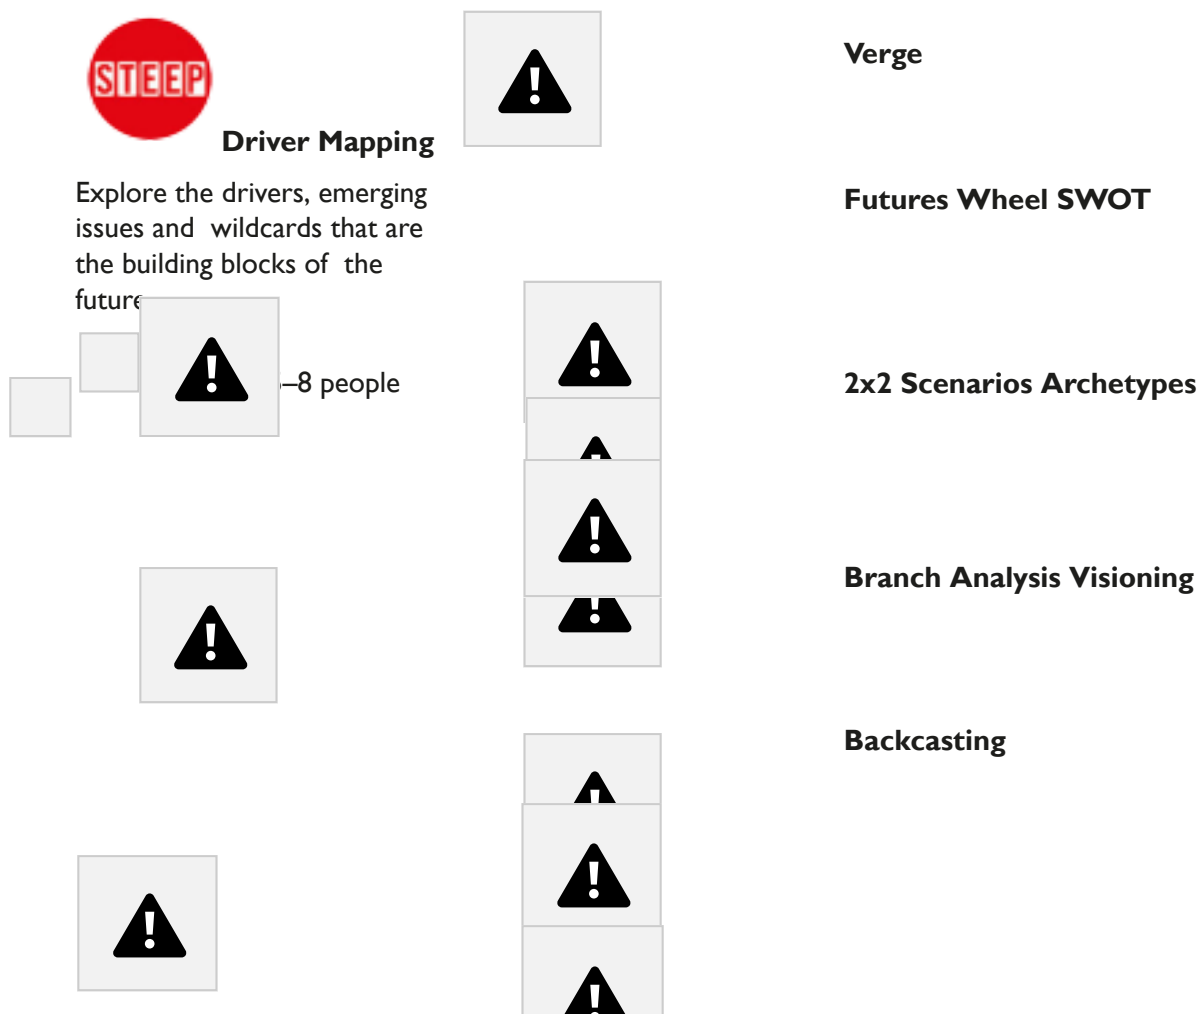 STEEP
Driver Mapping
Explore the drivers, emerging
issues and wildcards that are
the building blocks of the
future
–8 people
Verge
Futures Wheel SWOT
2x2 Scenarios Archetypes
Branch Analysis Visioning
Backcasting